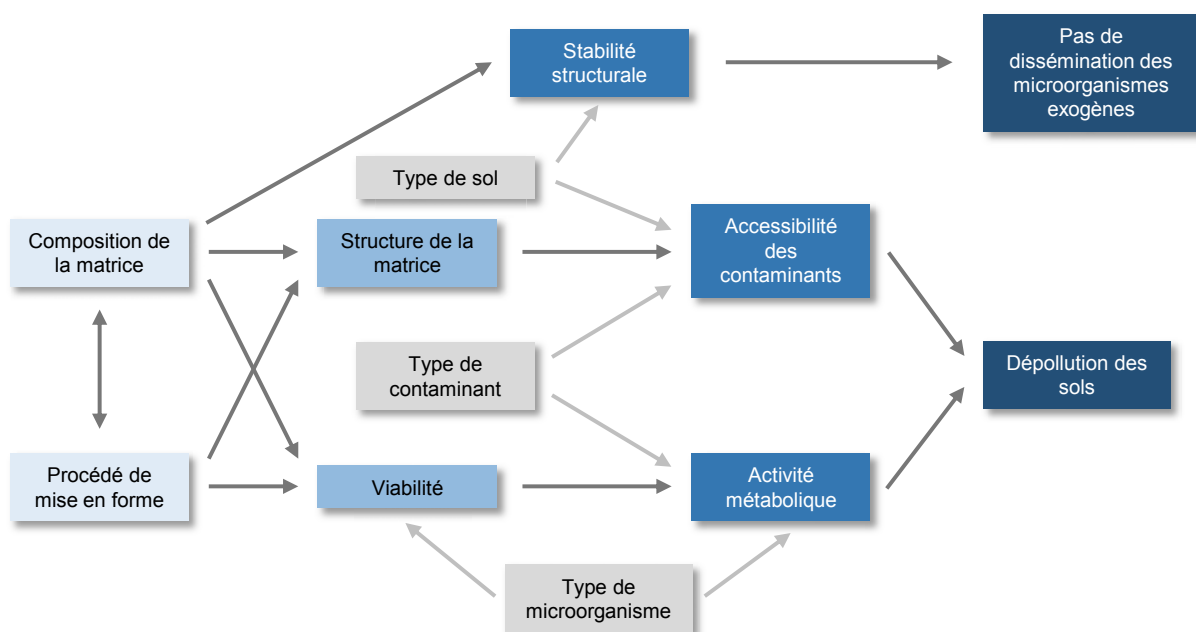 Stabilité
structurale
Pas de
dissémination des
microorganismes
exogènes
Type de sol
Composition de
la matrice
Structure de la
matrice
Accessibilité
des
contaminants
Type de
contaminant
Dépollution des
sols
Procédé de
mise en forme
Viabilité
Activité
métabolique
Type de
microorganisme